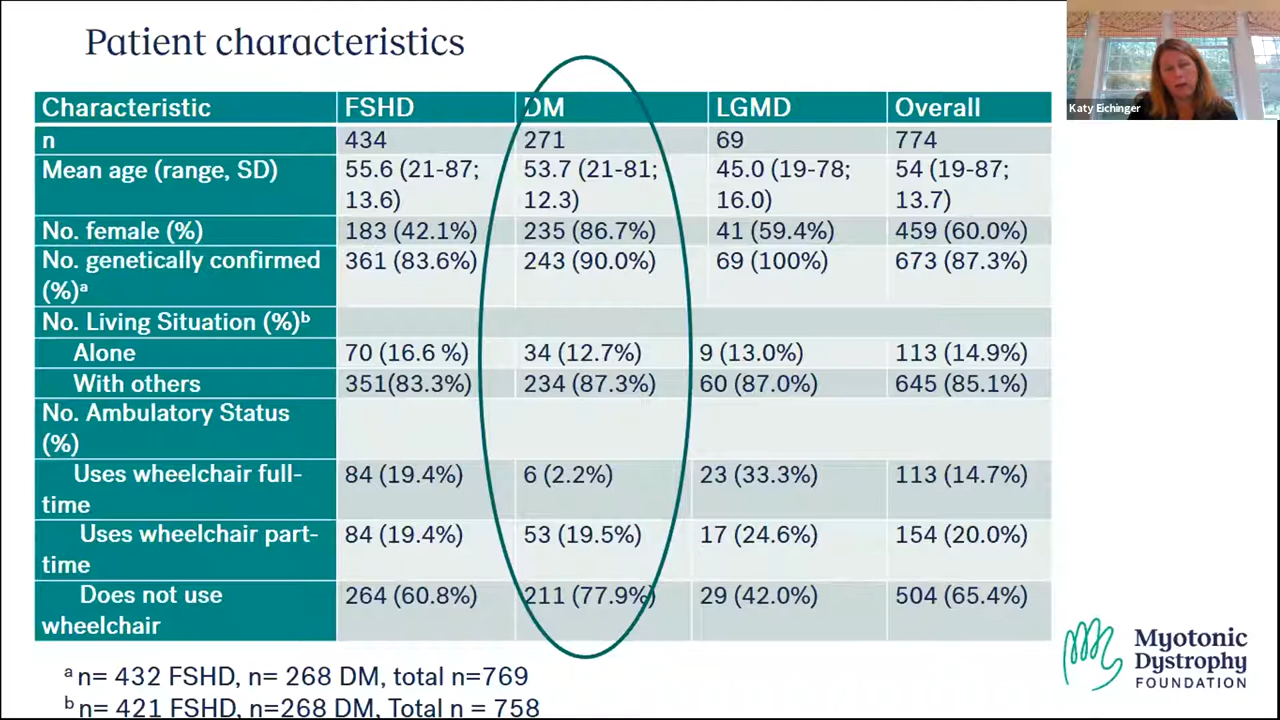 Patient characteristics
Katy Eichinger
Characteristic FSHD DM LGMD Overall
n 434 271 69 774
Mean age (range, SD) 55.6 (21-87; 53.7 (21-81; 45.0 (19-78; 54 (19-87;
13.6) 12.3) 16.0) 13.7)
No. female (%) 183 (42.1%) 235 (86.7%) 41 (59.4%) 459 (60.0%)
No. genetically confirmed 361 (83.6%) 243 (90.0%) 69 (100%) 673 (87.3%)
(%)ᵃ
No. Living Situation (%)ᵇ
Alone 70 (16.6 %) 34 (12.7%) 9 (13.0%) 113 (14.9%)
With others 351(83.3%) 234 (87.3%) 60 (87.0%) 645 (85.1%)
No. Ambulatory Status
(%)
Uses wheelchair full- 84 (19.4%) 6 (2.2%) 23 (33.3%) 113 (14.7%)
time
Uses wheelchair part- 84 (19.4%) 53 (19.5%) 17 (24.6%) 154 (20.0%)
time
Does not use 264 (60.8%) 211 (77.9%) 29 (42.0%) 504 (65.4%)
wheelchair
ᵃ n= 432 FSHD, n= 268 DM, total n=769
ᵇ n= 421 FSHD, n=268 DM, Total n = 758
Myotonic
Dystrophy
FOUNDATION